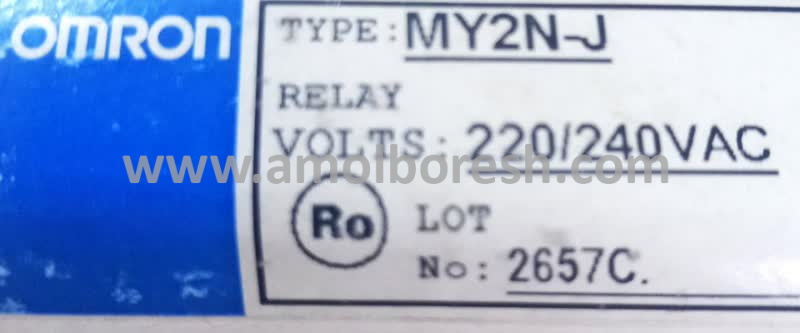 OMRON
TYPE: MY2N-J
RELAY
VOLTS: 220/240VAC
www.amolboresh.com
Ro
LOT
No: 2657C.